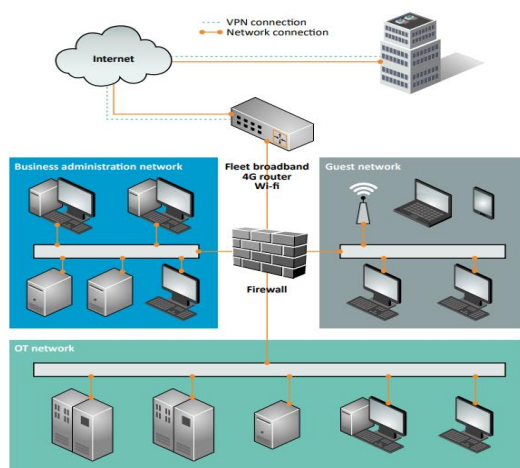 VPN connection
Network connection
Internet
Business administration network
Fleet broadband
4G router
Wi-fi
Guest network
Firewall
OT network